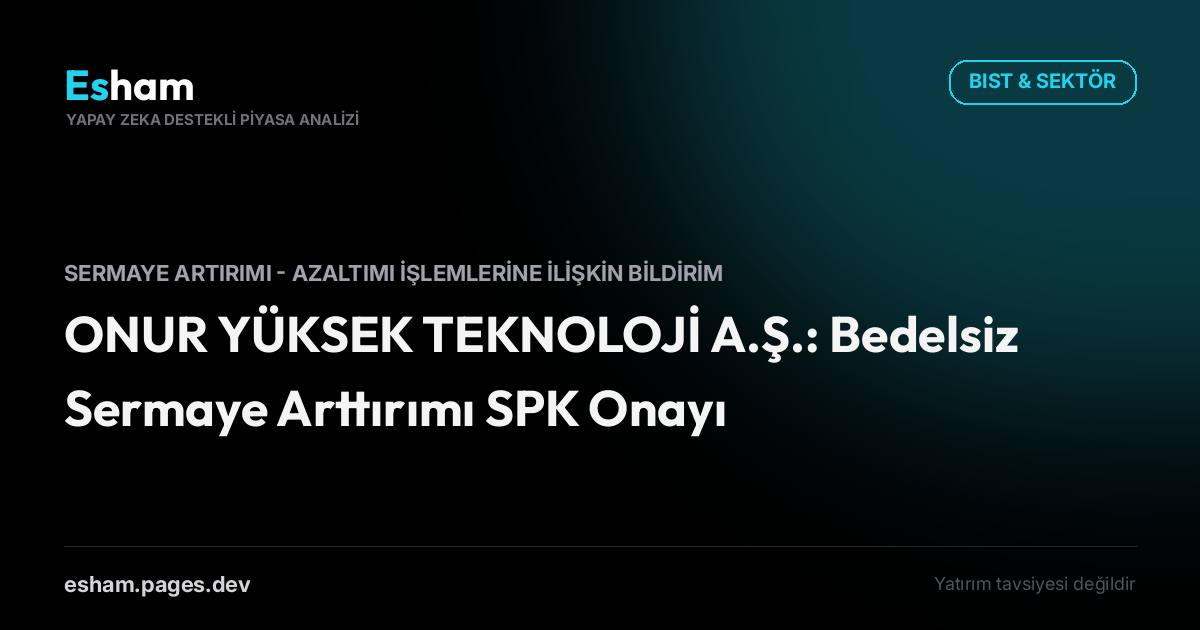 Esham
YAPAY ZEKA DESTEKLİ PİYASA ANALİZİ
BIST & SEKTÖR
SERMAYE ARTIRIMI - AZALTIMI İŞLEMLERİNE İLİŞKİN BİLDİRİM
ONUR YÜKSEK TEKNOLOJİ A.Ş.: Bedelsiz
Sermaye Arttırımı SPK Onayı
esham.pages.dev
Yatırım tavsiyesi değildir